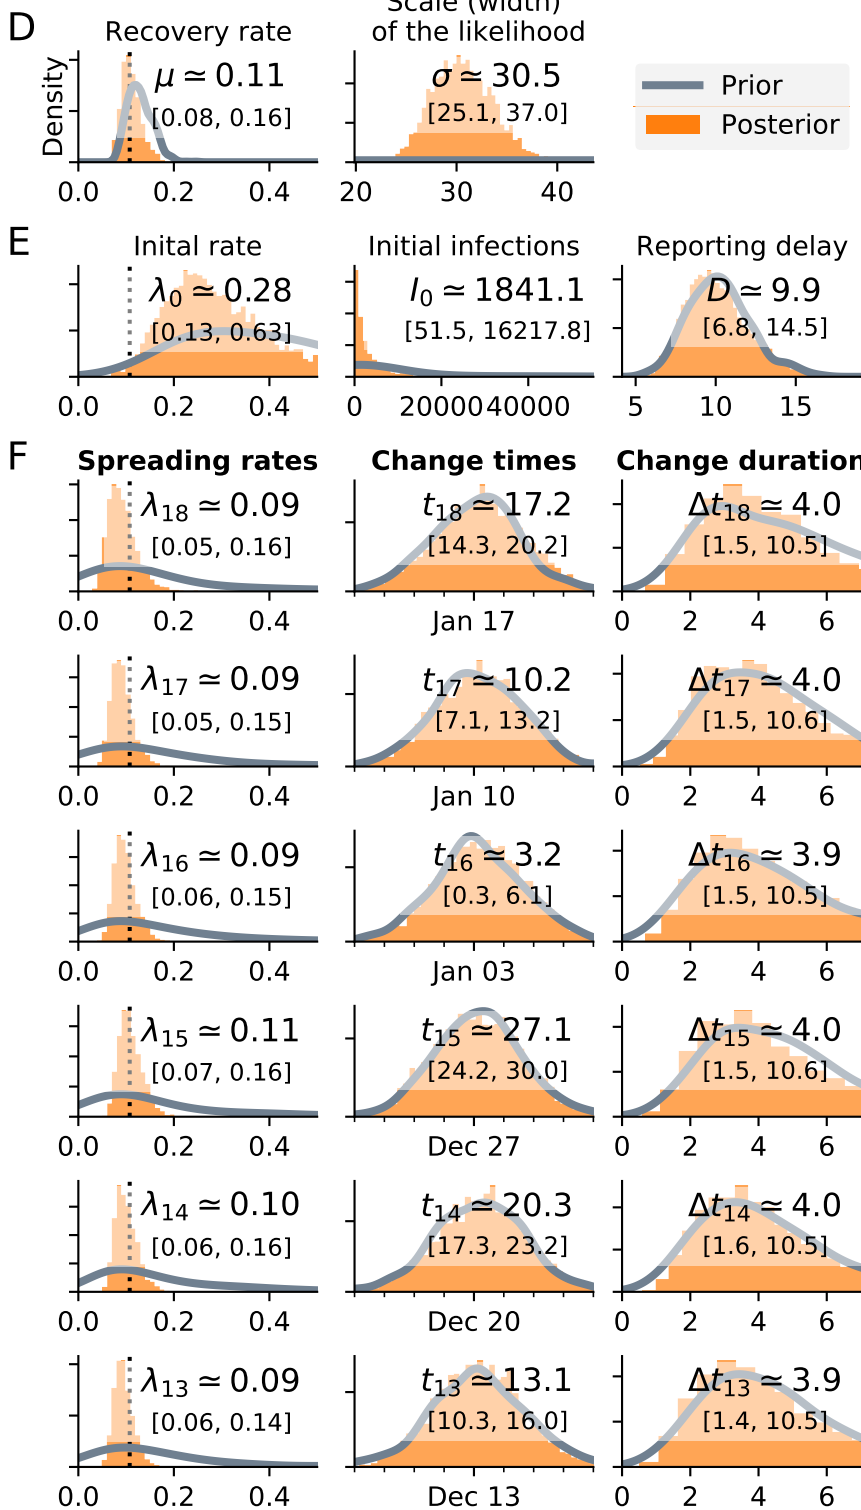 D
Recovery rate
Scale (width)
of the likelihood
Density
μ ≃ 0.11
[0.08, 0.16]
σ ≃ 30.5
[25.1, 37.0]
Prior
Posterior
0.0 0.2 0.4
20 30 40
E
Inital rate
Initial infections
Reporting delay
λ0 ≃ 0.28
[0.13, 0.63]
I0 ≃ 1841.1
[51.5, 16217.8]
D ≃ 9.9
[6.8, 14.5]
0.0 0.2 0.4
0 20000 40000
5 10 15
F
Spreading rates
Change times
Change duration
λ18 ≃ 0.09
[0.05, 0.16]
t18 ≃ 17.2
[14.3, 20.2]
Δt18 ≃ 4.0
[1.5, 10.5]
0.0 0.2 0.4
Jan 17
0 2 4 6
λ17 ≃ 0.09
[0.05, 0.15]
t17 ≃ 10.2
[7.1, 13.2]
Δt17 ≃ 4.0
[1.5, 10.6]
0.0 0.2 0.4
Jan 10
0 2 4 6
λ16 ≃ 0.09
[0.06, 0.15]
t16 ≃ 3.2
[0.3, 6.1]
Δt16 ≃ 3.9
[1.5, 10.5]
0.0 0.2 0.4
Jan 03
0 2 4 6
λ15 ≃ 0.11
[0.07, 0.16]
t15 ≃ 27.1
[24.2, 30.0]
Δt15 ≃ 4.0
[1.5, 10.6]
0.0 0.2 0.4
Dec 27
0 2 4 6
λ14 ≃ 0.10
[0.06, 0.16]
t14 ≃ 20.3
[17.3, 23.2]
Δt14 ≃ 4.0
[1.6, 10.5]
0.0 0.2 0.4
Dec 20
0 2 4 6
λ13 ≃ 0.09
[0.06, 0.14]
t13 ≃ 13.1
[10.3, 16.0]
Δt13 ≃ 3.9
[1.4, 10.5]
0.0 0.2 0.4
Dec 13
0 2 4 6